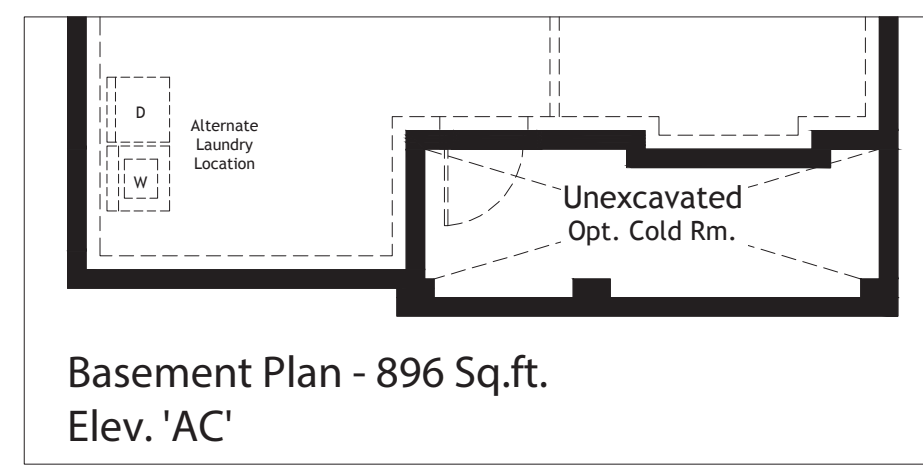 D
Alternate
Laundry
Location
W
Unexcavated
Opt. Cold Rm.
Basement Plan - 896 Sq.ft.
Elev. 'AC'